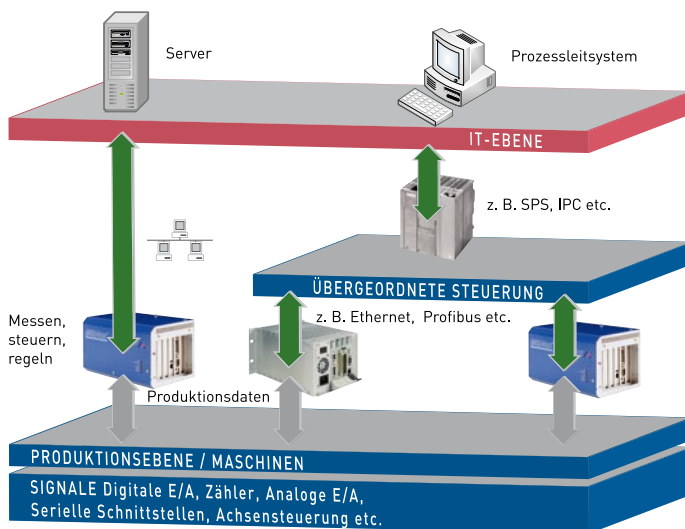 Server
Prozessleitsystem
IT-EBENE
z. B. SPS, IPC etc.
ÜBERGEORDNETE STEUERUNG
Messen,
steuern,
regeln
z. B. Ethernet, Profibus etc.
Produktionsdaten
PRODUKTIONSEBENE / MASCHINEN
SIGNALE Digitale E/A, Zähler, Analoge E/A,
Serielle Schnittstellen, Achsensteuerung etc.